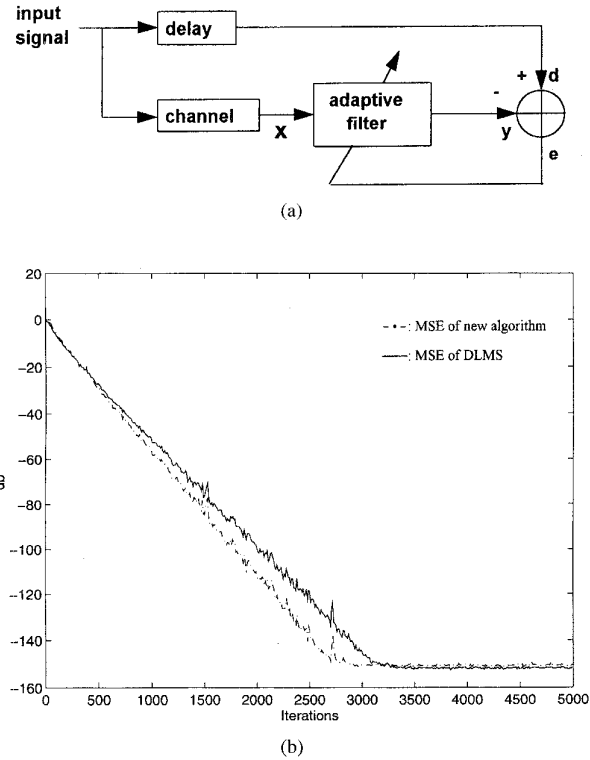 input
signal
delay
+ d
channel
X
adaptive
filter
-
y
e
(a)
20
0
-20
-40
-60
-80
-100
-120
-140
-160
-·-: MSE of new algorithm
—: MSE of DLMS
0 500 1000 1500 2000 2500 3000 3500 4000 4500 5000
Iterations
(b)